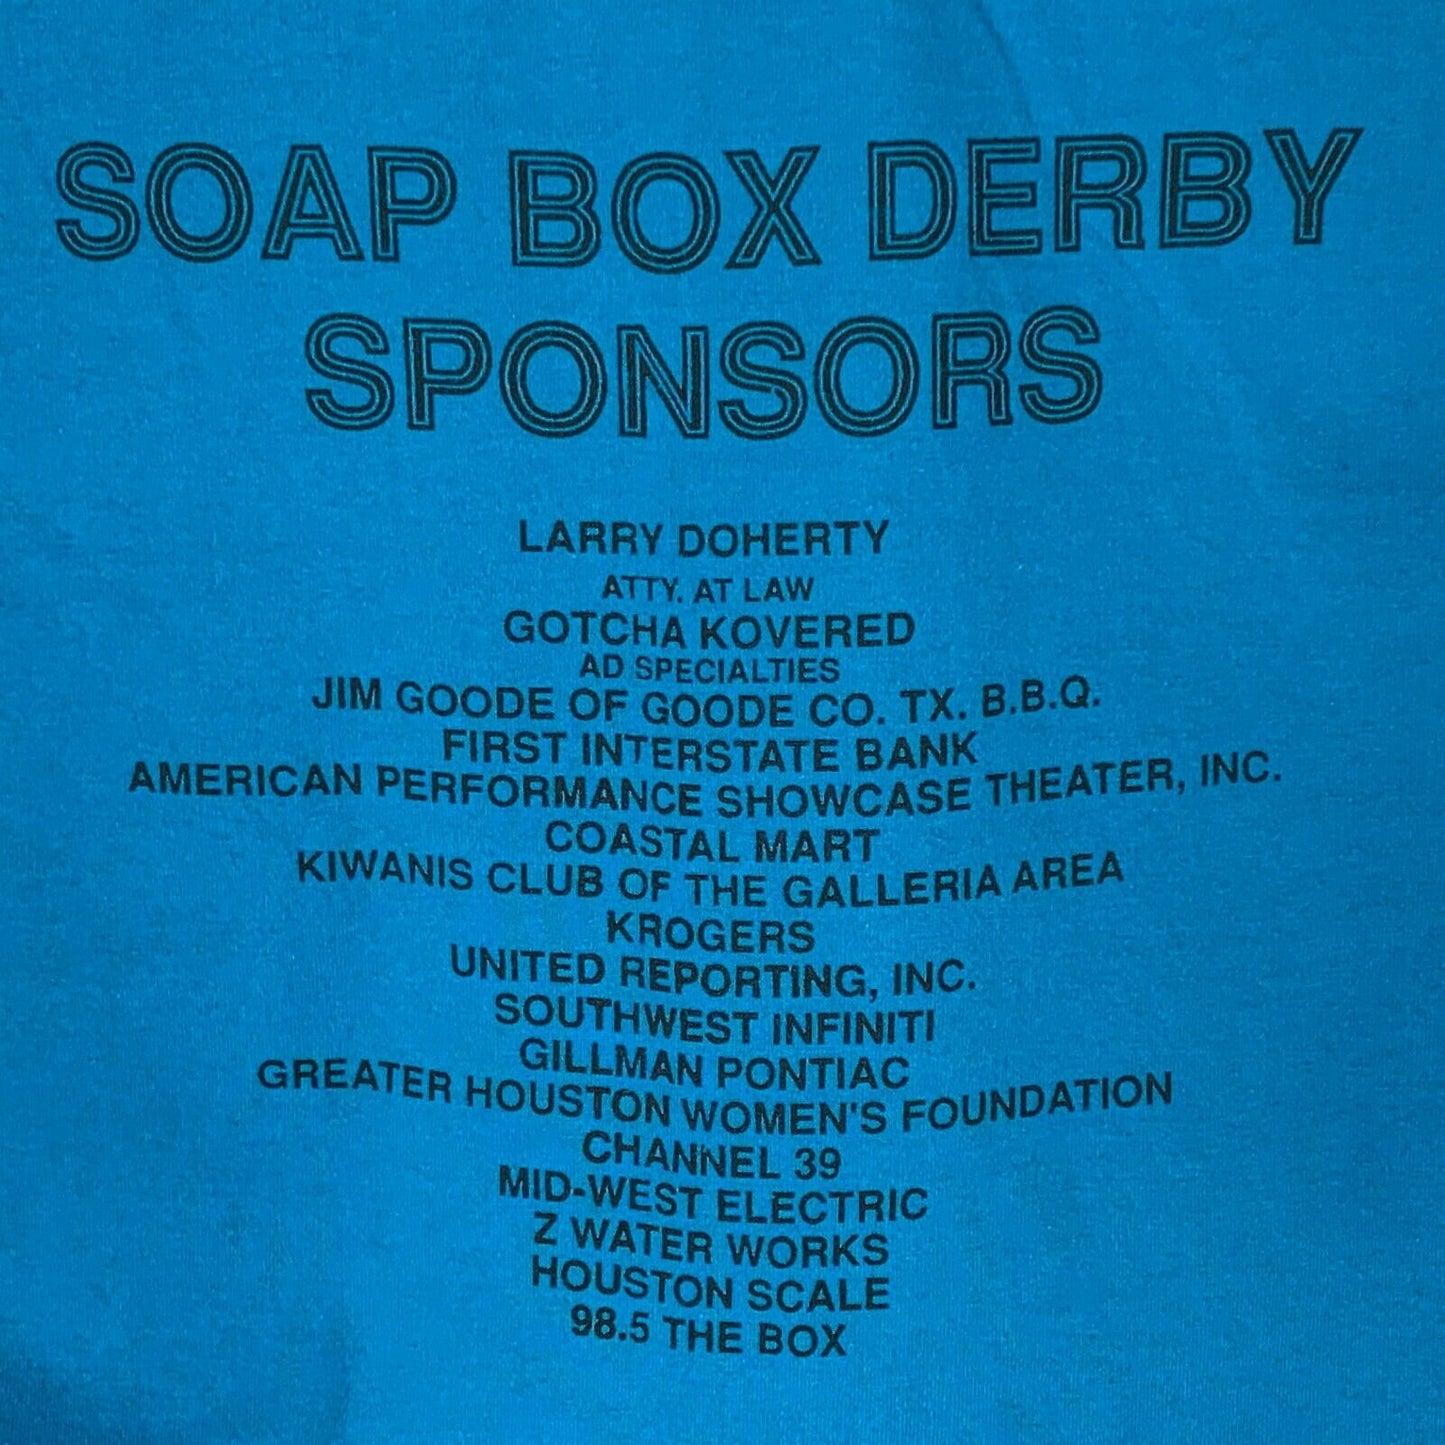 SOAP BOX DERBY
SPONSORS
LARRY DOHERTY
ATTY. AT LAW
GOTCHA KOVERED
AD SPECIALTIES
JIM GOODE OF GOODE CO. TX. B.B.Q.
FIRST INTERSTATE BANK
AMERICAN PERFORMANCE SHOWCASE THEATER, INC.
COASTAL MART
KIWANIS CLUB OF THE GALLERIA AREA
KROGERS
UNITED REPORTING, INC.
SOUTHWEST INFINITI
GILLMAN PONTIAC
GREATER HOUSTON WOMEN'S FOUNDATION
CHANNEL 39
MID-WEST ELECTRIC
Z WATER WORKS
HOUSTON SCALE
98.5 THE BOX